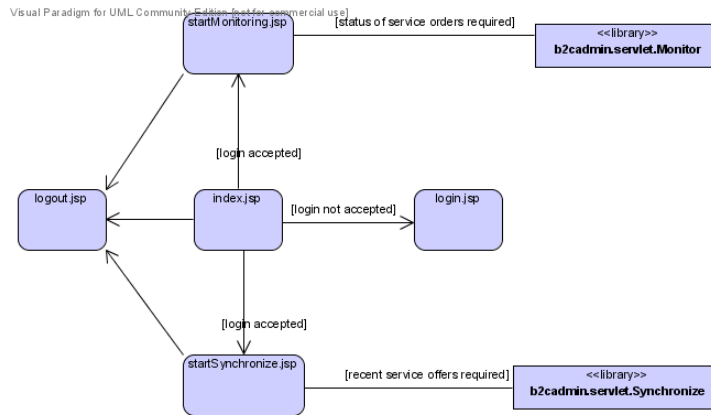 Visual Paradigm for UML Community Edition [not for commercial use]
startMonitoring.jsp
[status of service orders required]
<<library>>
b2cadmin.servlet.Monitor
[login accepted]
logout.jsp
index.jsp
[login not accepted]
login.jsp
[login accepted]
startSynchronize.jsp
[recent service offers required]
<<library>>
b2cadmin.servlet.Synchronize